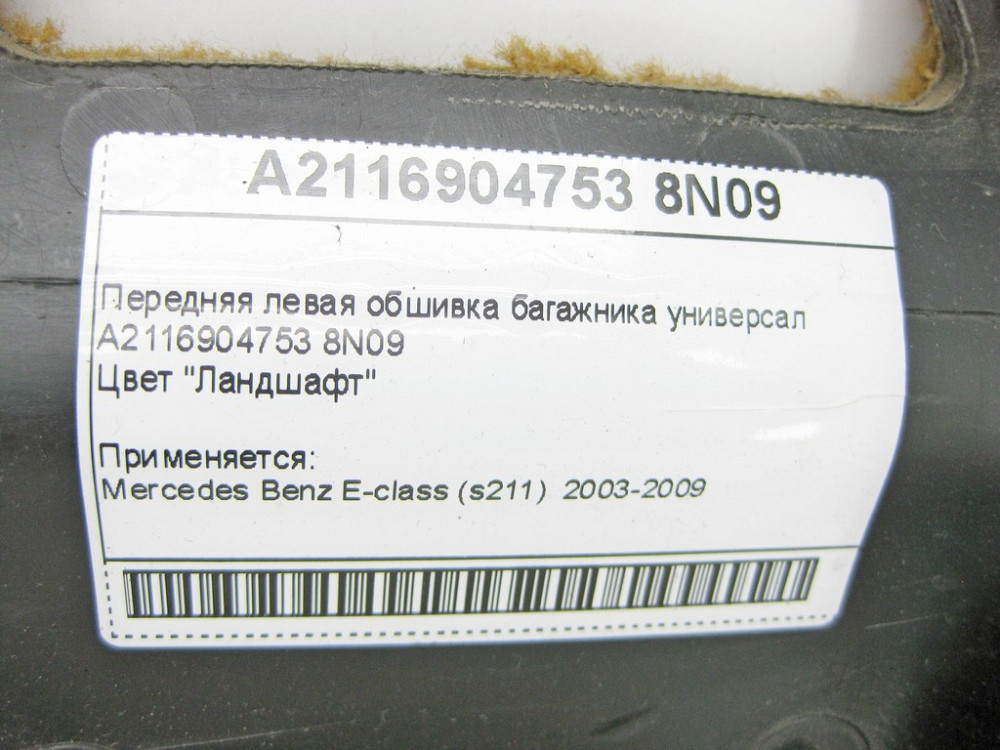 A2116904753 8N09
Передняя левая обшивка багажника универсал
A2116904753 8N09
Цвет "Ландшафт"
Применяется:
Mercedes Benz E-class (s211) 2003-2009